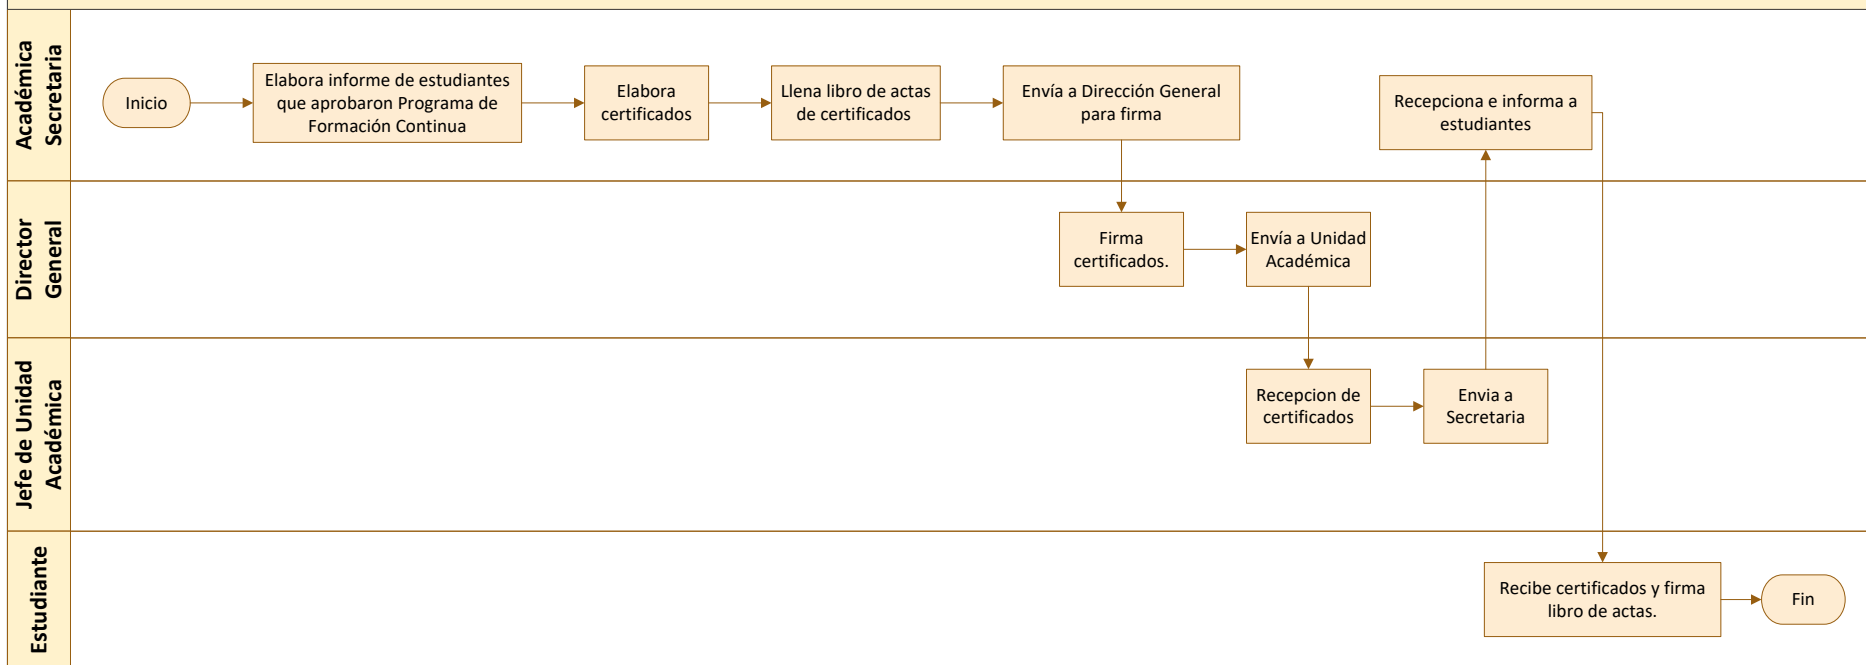 Académica
Secretaria
Inicio
Elabora informe de estudiantes
que aprobaron Programa de
Formación Continua
Elabora
certificados
Llena libro de actas
de certificados
Envía a Dirección General
para firma
Recepciona e informa a
estudiantes
Director
General
Firma
certificados.
Envía a Unidad
Académica
Jefe de Unidad
Académica
Recepcion de
certificados
Envia a
Secretaria
Estudiante
Recibe certificados y firma
libro de actas.
Fin